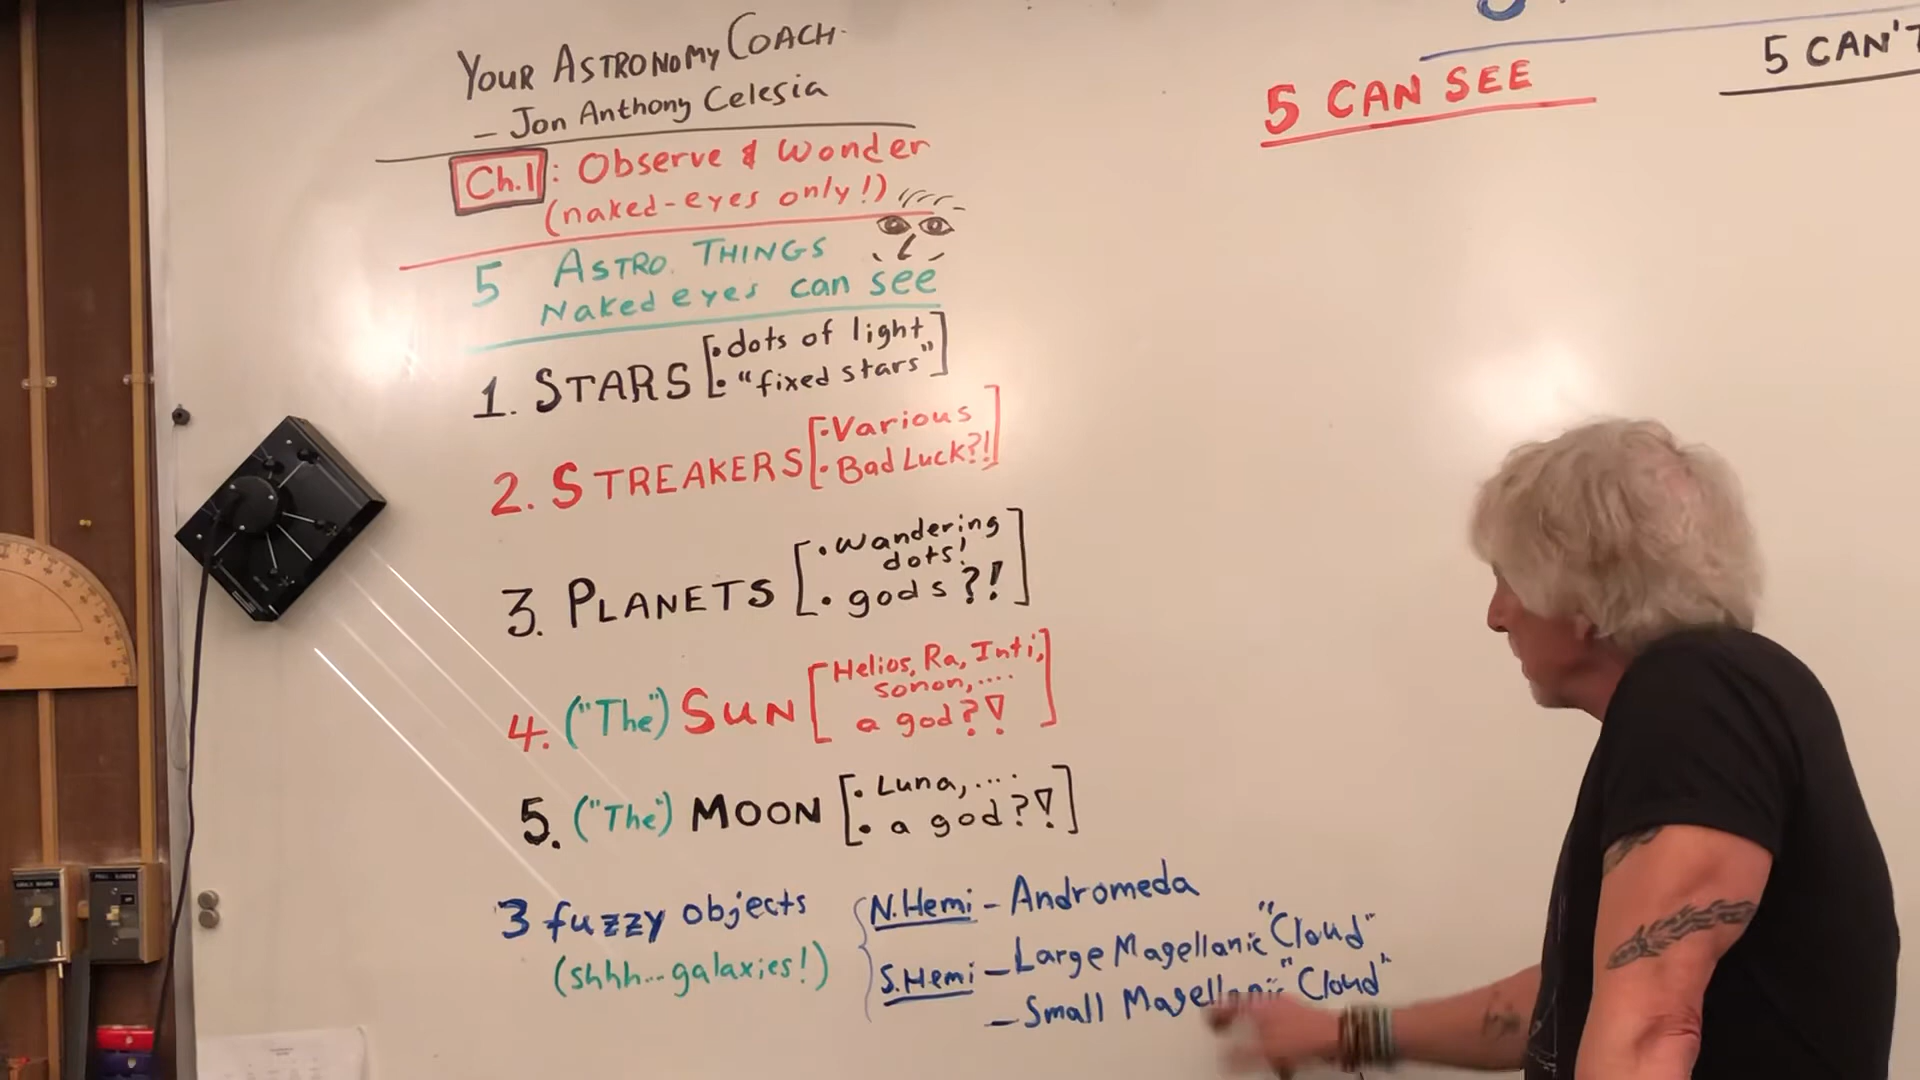 YOUR ASTRONOMY COACH
- Jon Anthony Celesia
Ch.1: Observe & Wonder
(naked-eyes only!)
5 ASTRO. THINGS
Naked eyes can see
1. STARS [• dots of light
• "fixed stars"]
2. STREAKERS [• Various
• Bad Luck?!]
3. PLANETS [• Wandering
dots!
• gods?!]
4. ("The") SUN [Helios, Ra, Inti,
sonon,....
a god?!]
5. ("The") MOON [• Luna,...
• a god?!]
3 fuzzy objects
(shhh... galaxies!)
N.Hemi - Andromeda
S.Hemi - Large Magellanic "Cloud"
- Small Magellanic "Cloud"
5 CAN SEE
5 CAN'T